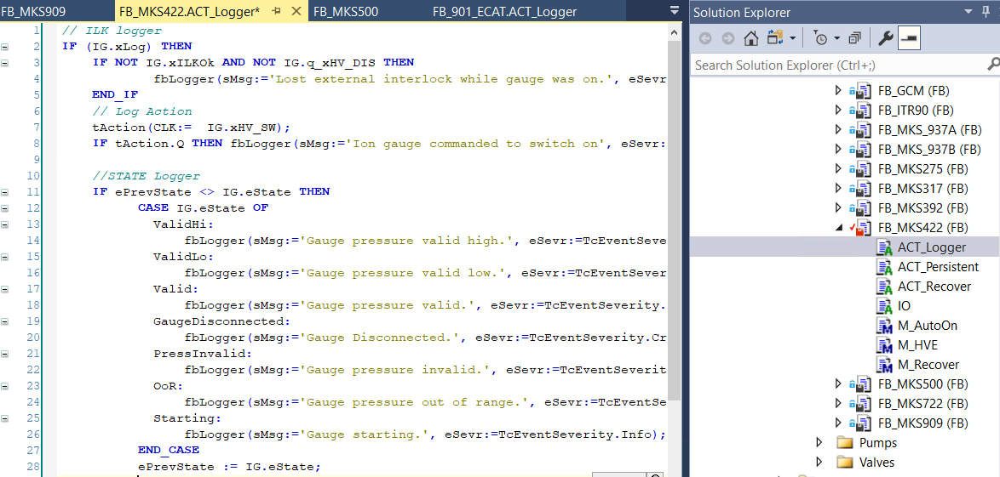 FB_MKS909 FB_MKS422.ACT_Logger* FB_MKS500 FB_901_ECAT.ACT_Logger
1 // ILK logger
2 IF (IG.xLog) THEN
3 IF NOT IG.xILKOk AND NOT IG.q_xHV_DIS THEN
4 fbLogger(sMsg:='Lost external interlock while gauge was on.', eSevr
5 END_IF
6 // Log Action
7 tAction(CLK:= IG.xHV_SW);
8 IF tAction.Q THEN fbLogger(sMsg:='Ion gauge commanded to switch on', eSevr:
9
10 //STATE Logger
11 IF ePrevState <> IG.eState THEN
12 CASE IG.eState OF
13 ValidHi:
14 fbLogger(sMsg:='Gauge pressure valid high.', eSevr:=TcEventSeve
15 ValidLo:
16 fbLogger(sMsg:='Gauge pressure valid low.', eSevr:=TcEventSever
17 Valid:
18 fbLogger(sMsg:='Gauge pressure valid.', eSevr:=TcEventSeverity.
19 GaugeDisconnected:
20 fbLogger(sMsg:='Gauge Disconnected.', eSevr:=TcEventSeverity.Cr
21 PressInvalid:
22 fbLogger(sMsg:='Gauge pressure invalid.', eSevr:=TcEventSeverit
23 OoR:
24 fbLogger(sMsg:='Gauge pressure out of range.', eSevr:=TcEventSe
25 Starting:
26 fbLogger(sMsg:='Gauge starting.', eSevr:=TcEventSeverity.Info);
27 END_CASE
28 ePrevState := IG.eState;
Solution Explorer
Search Solution Explorer (Ctrl+;)
FB_GCM (FB)
FB_ITR90 (FB)
FB_MKS_937A (FB)
FB_MKS_937B (FB)
FB_MKS275 (FB)
FB_MKS317 (FB)
FB_MKS392 (FB)
FB_MKS422 (FB)
ACT_Logger
ACT_Persistent
ACT_Recover
IO
M_AutoOn
M_HVE
M_Recover
FB_MKS500 (FB)
FB_MKS722 (FB)
FB_MKS909 (FB)
Pumps
Valves